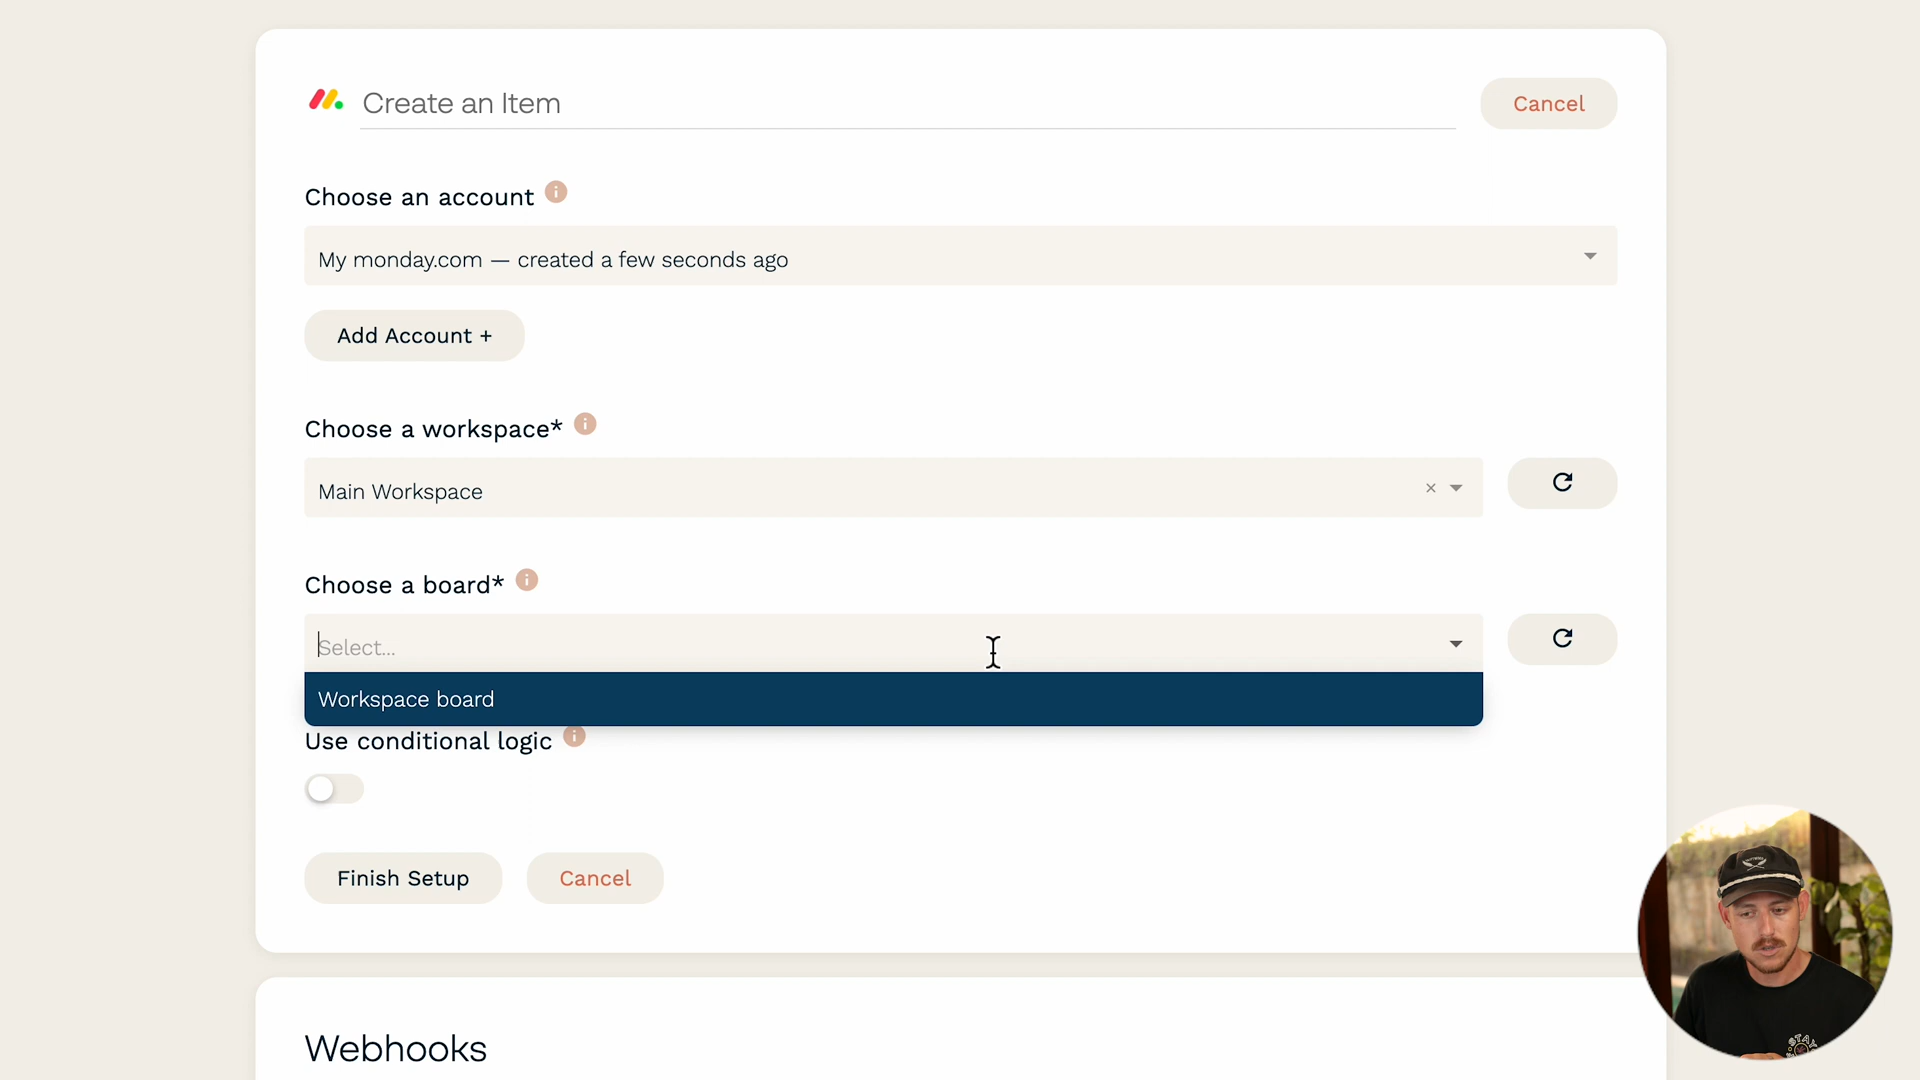 Create an Item
Cancel
Choose an account
My monday.com — created a few seconds ago
Add Account +
Choose a workspace*
Main Workspace
Choose a board*
Select...
Workspace board
Use conditional logic
Finish Setup
Cancel
Webhooks